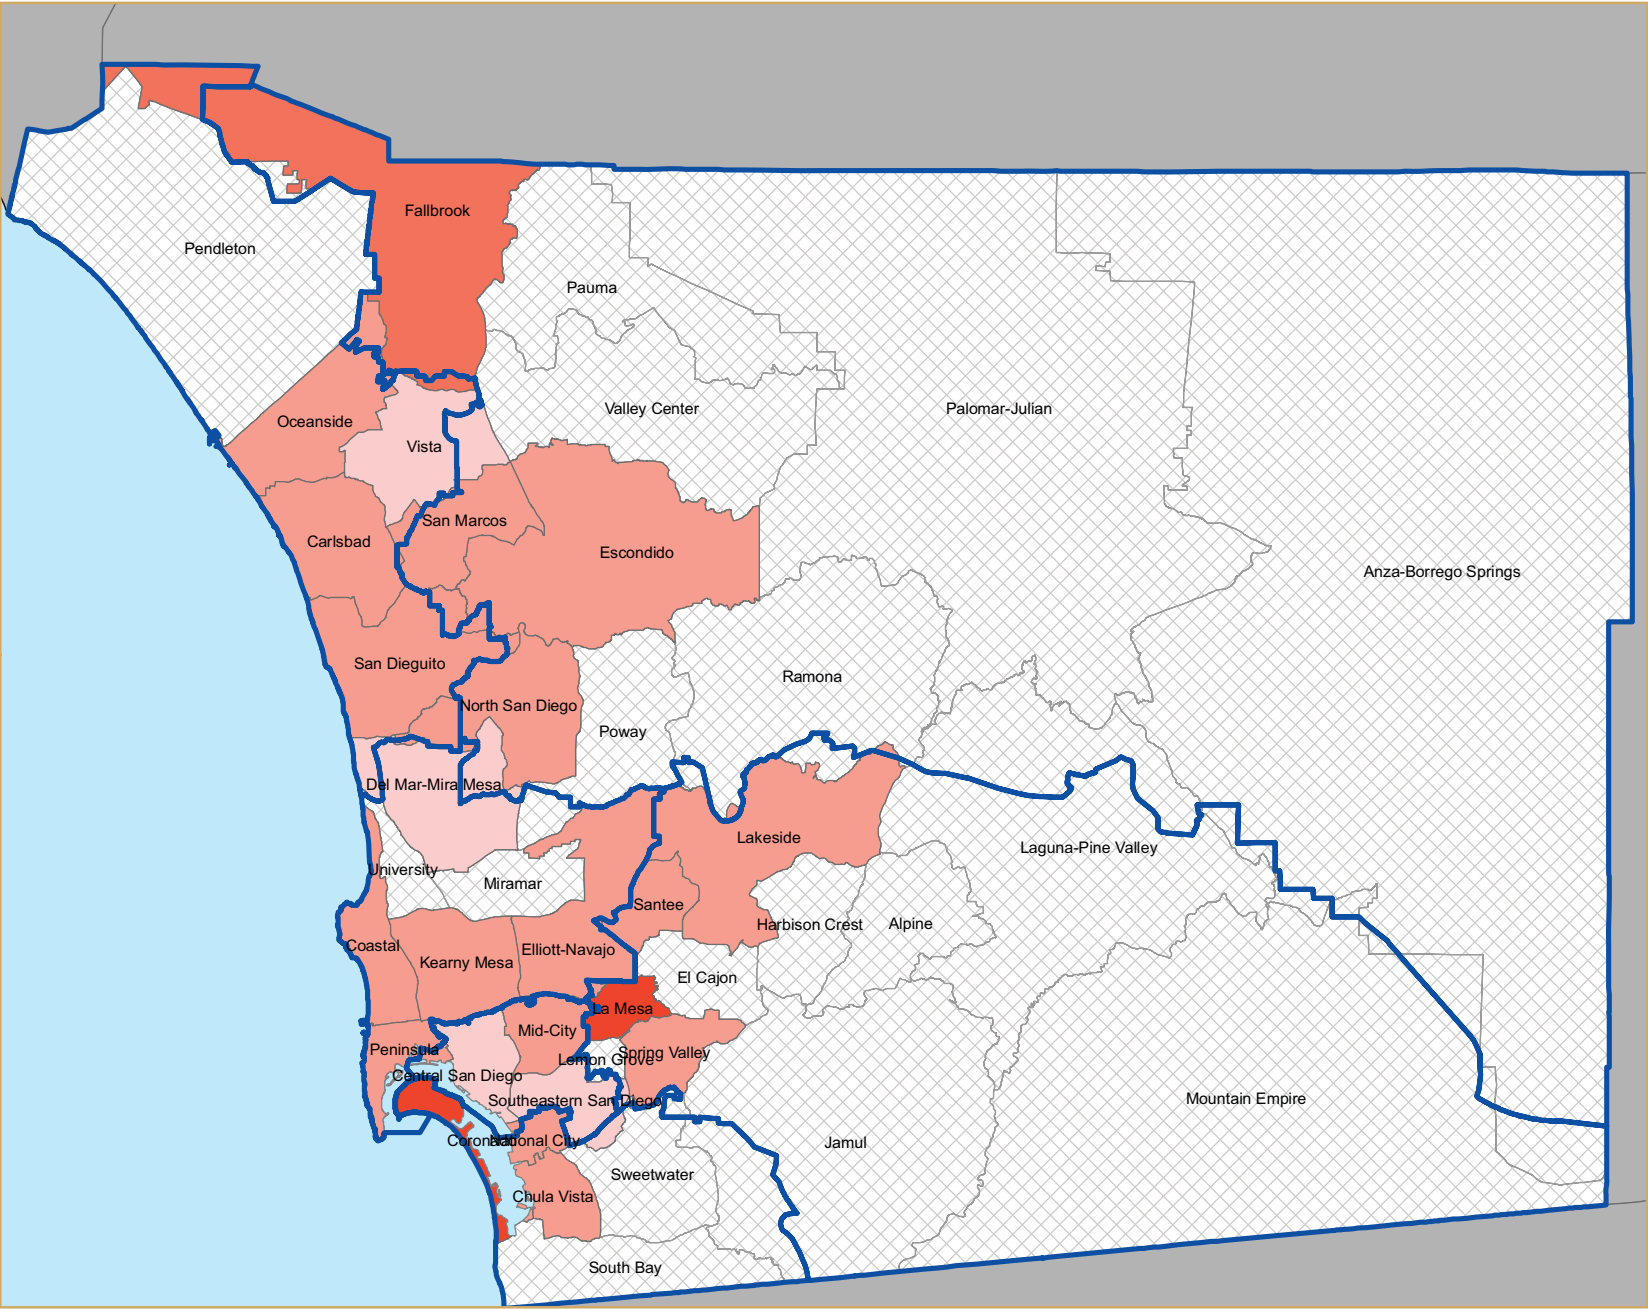 Fallbrook
Pendleton
Pauma
Valley Center
Palomar-Julian
Oceanside
Vista
San Marcos
Carlsbad
Escondido
Anza-Borrego Springs
San Dieguito
Ramona
North San Diego
Poway
Del Mar-Mira Mesa
Lakeside
Laguna-Pine Valley
University
Miramar
Santee
Harbison Crest
Alpine
Coastal
Elliott-Navajo
Kearny Mesa
El Cajon
La Mesa
Mid-City
Peninsula
Lemon Grove
Spring Valley
Central San Diego
Southeastern San Diego
Mountain Empire
Coronado
National City
Jamul
Sweetwater
Chula Vista
South Bay